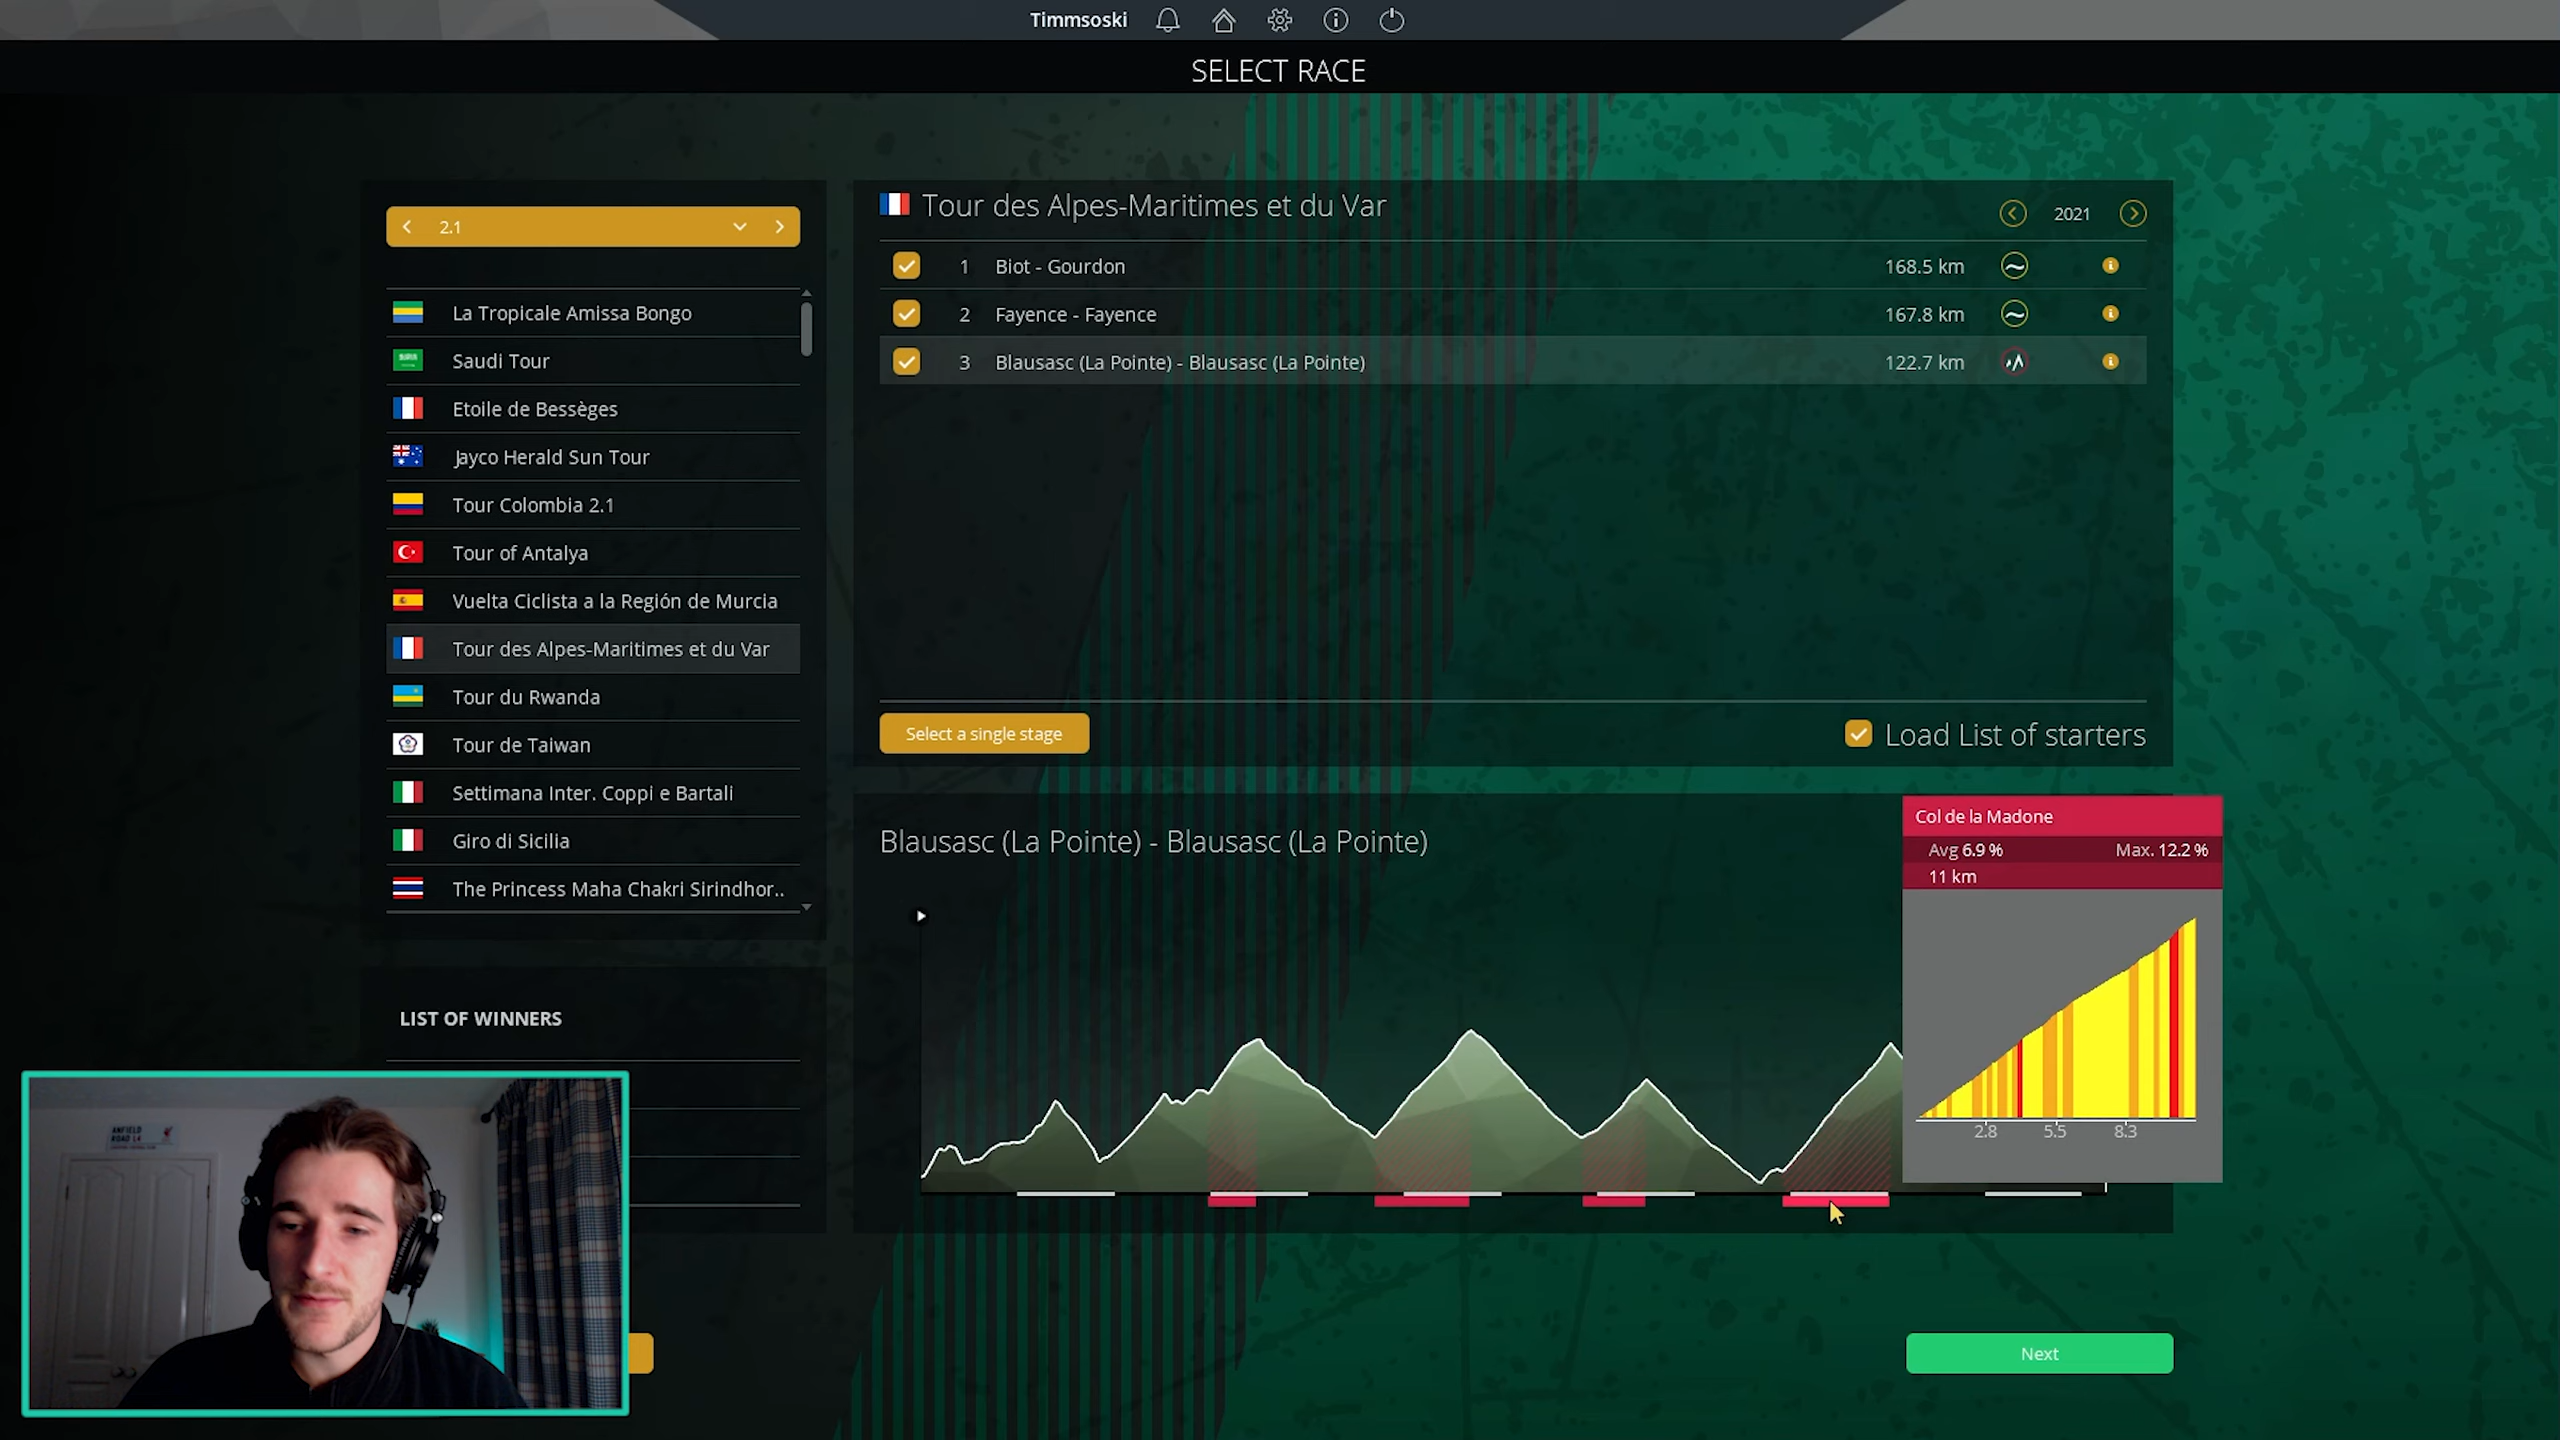 Timmsoski
SELECT RACE
2.1
La Tropicale Amissa Bongo
Saudi Tour
Etoile de Bessèges
Jayco Herald Sun Tour
Tour Colombia 2.1
Tour of Antalya
Vuelta Ciclista a la Región de Murcia
Tour des Alpes-Maritimes et du Var
Tour du Rwanda
Tour de Taiwan
Settimana Inter. Coppi e Bartali
Giro di Sicilia
The Princess Maha Chakri Sirindhor..
LIST OF WINNERS
Tour des Alpes-Maritimes et du Var
2021
1 Biot - Gourdon 168.5 km
2 Fayence - Fayence 167.8 km
3 Blausasc (La Pointe) - Blausasc (La Pointe) 122.7 km
Select a single stage
Load List of starters
Blausasc (La Pointe) - Blausasc (La Pointe)
Col de la Madone
Avg 6.9 % Max. 12.2 %
11 km
2.8 5.5 8.3
Next
ANFIELD
ROAD L4